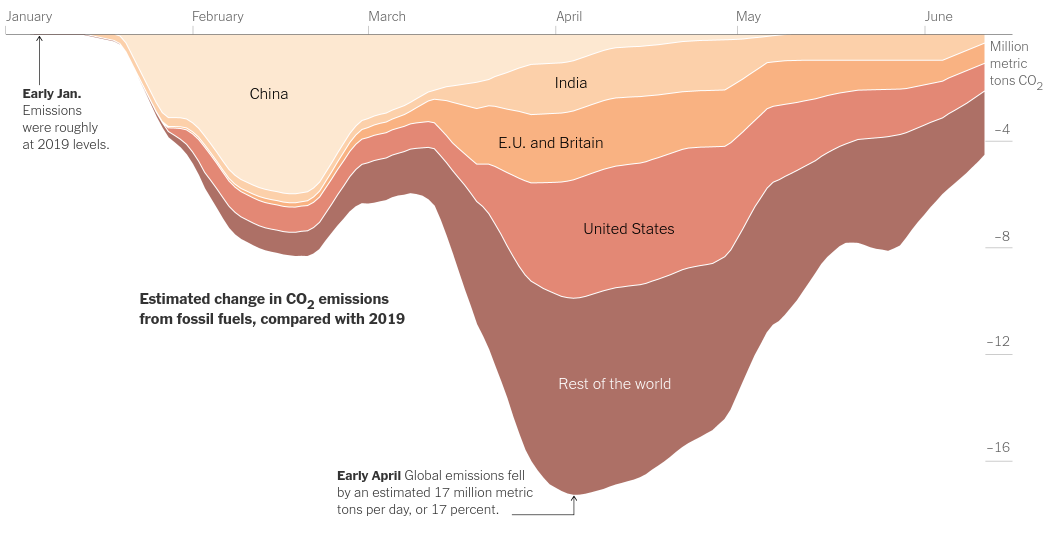 January
February
March
April
May
June
Million
metric
tons CO2
Early Jan.
Emissions
were roughly
at 2019 levels.
China
India
E.U. and Britain
United States
Rest of the world
–4
–8
–12
–16
Estimated change in CO2 emissions
from fossil fuels, compared with 2019
Early April Global emissions fell
by an estimated 17 million metric
tons per day, or 17 percent.